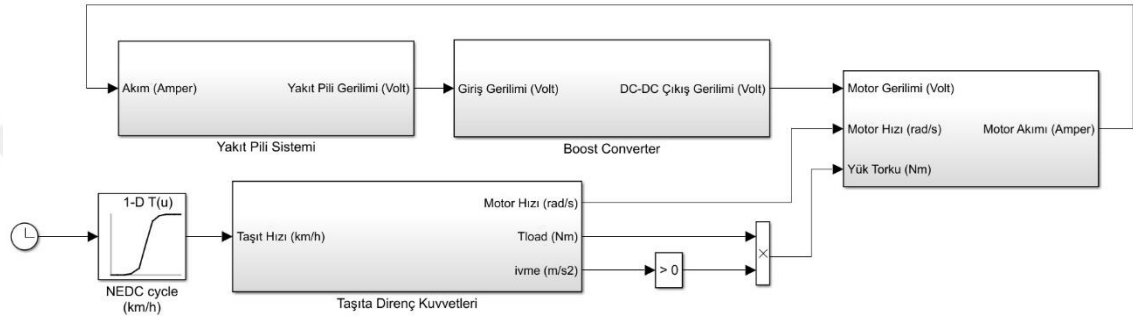 Akım (Amper)
Yakıt Pili Gerilimi (Volt)
Yakıt Pili Sistemi
Giriş Gerilimi (Volt)
DC-DC Çıkış Gerilimi (Volt)
Boost Converter
Motor Gerilimi (Volt)
Motor Hızı (rad/s)
Yük Torku (Nm)
Motor Akımı (Amper)
1-D T(u)
NEDC cycle
(km/h)
Taşıt Hızı (km/h)
Motor Hızı (rad/s)
Tload (Nm)
ivme (m/s2)
Taşıta Direnç Kuvvetleri
> 0
×